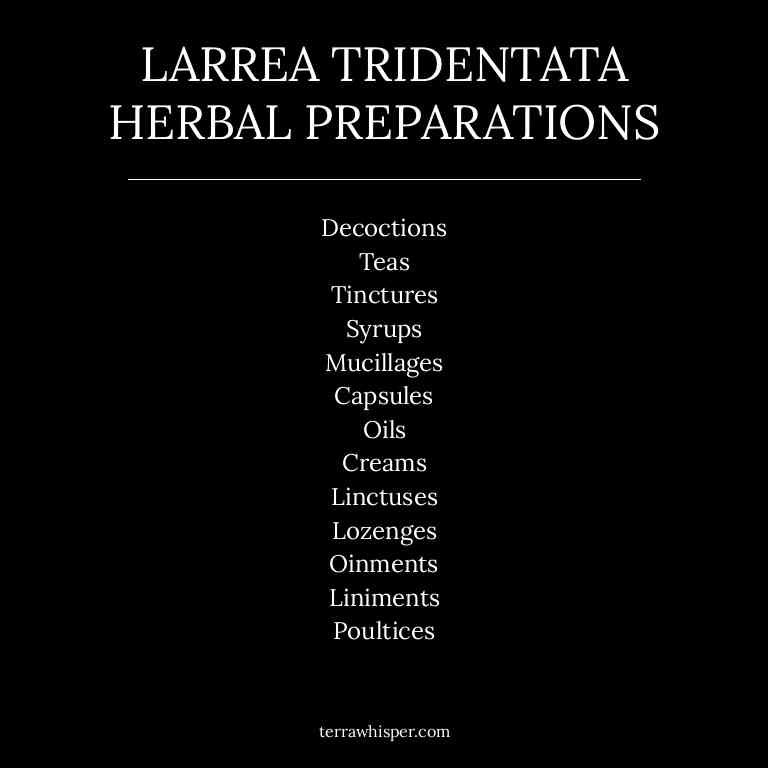 LARREA TRIDENTATA
HERBAL PREPARATIONS
Decoctions
Teas
Tinctures
Syrups
Mucillages
Capsules
Oils
Creams
Linctuses
Lozenges
Oinments
Liniments
Poultices
terrawhisper.com